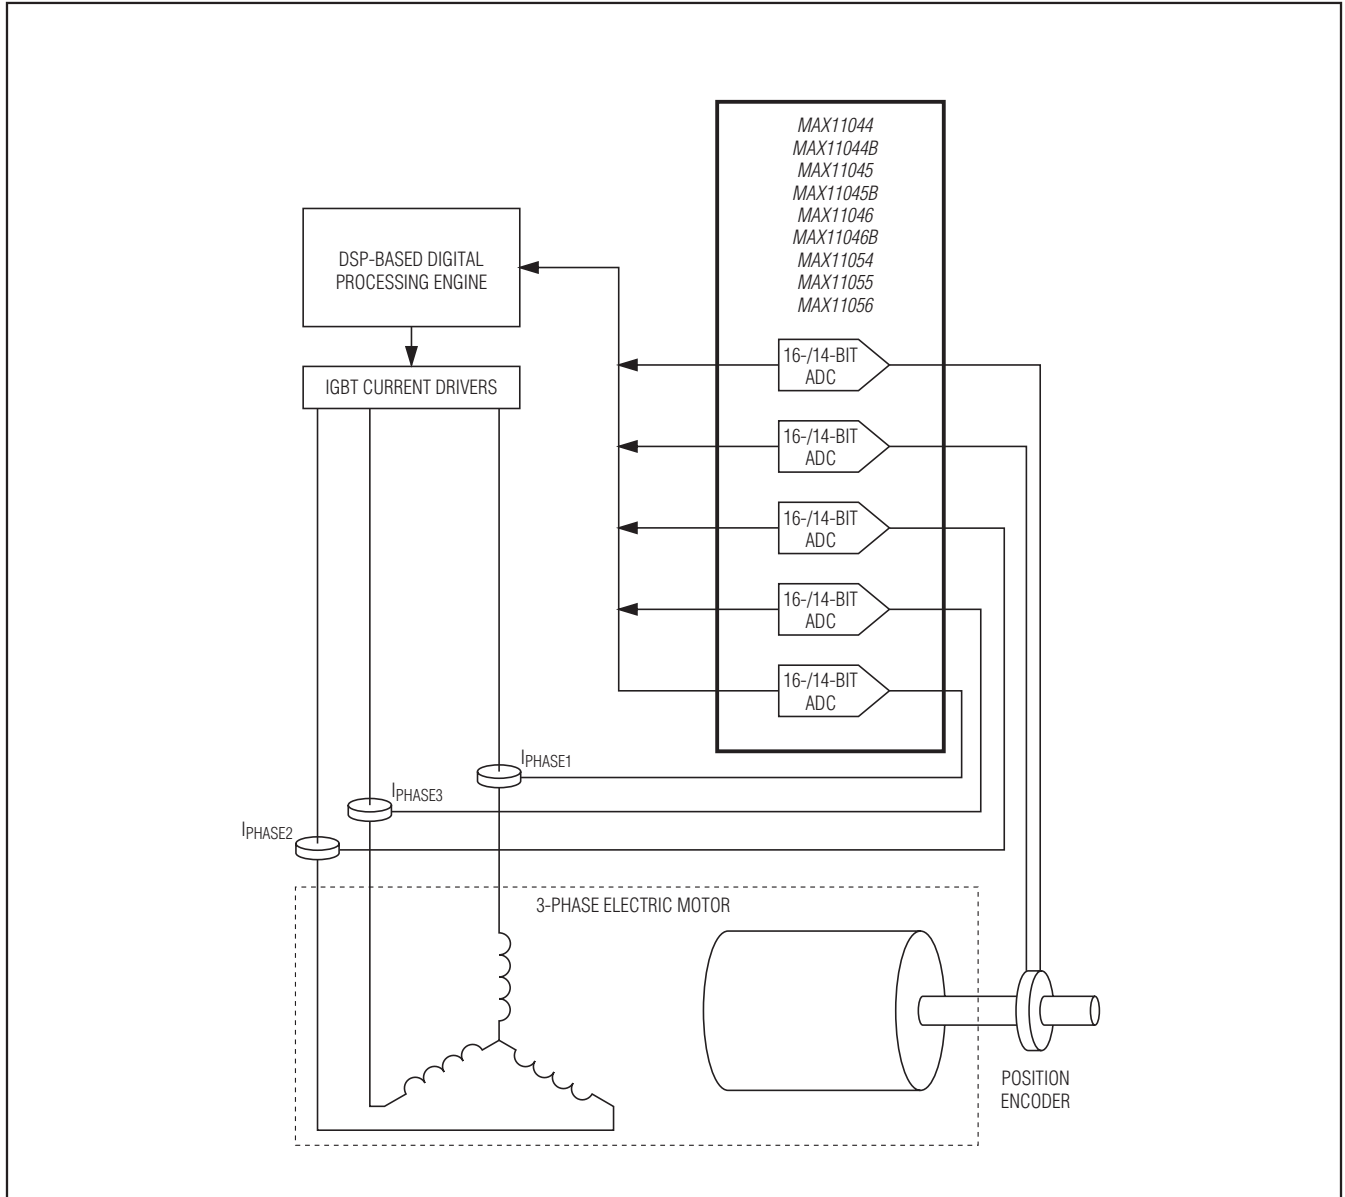 MAX11044
MAX11044B
MAX11045
MAX11045B
MAX11046
MAX11046B
MAX11054
MAX11055
MAX11056
DSP-BASED DIGITAL
PROCESSING ENGINE
IGBT CURRENT DRIVERS
16-/14-BIT
ADC
16-/14-BIT
ADC
16-/14-BIT
ADC
16-/14-BIT
ADC
16-/14-BIT
ADC
IPHASE1
IPHASE3
IPHASE2
3-PHASE ELECTRIC MOTOR
POSITION
ENCODER